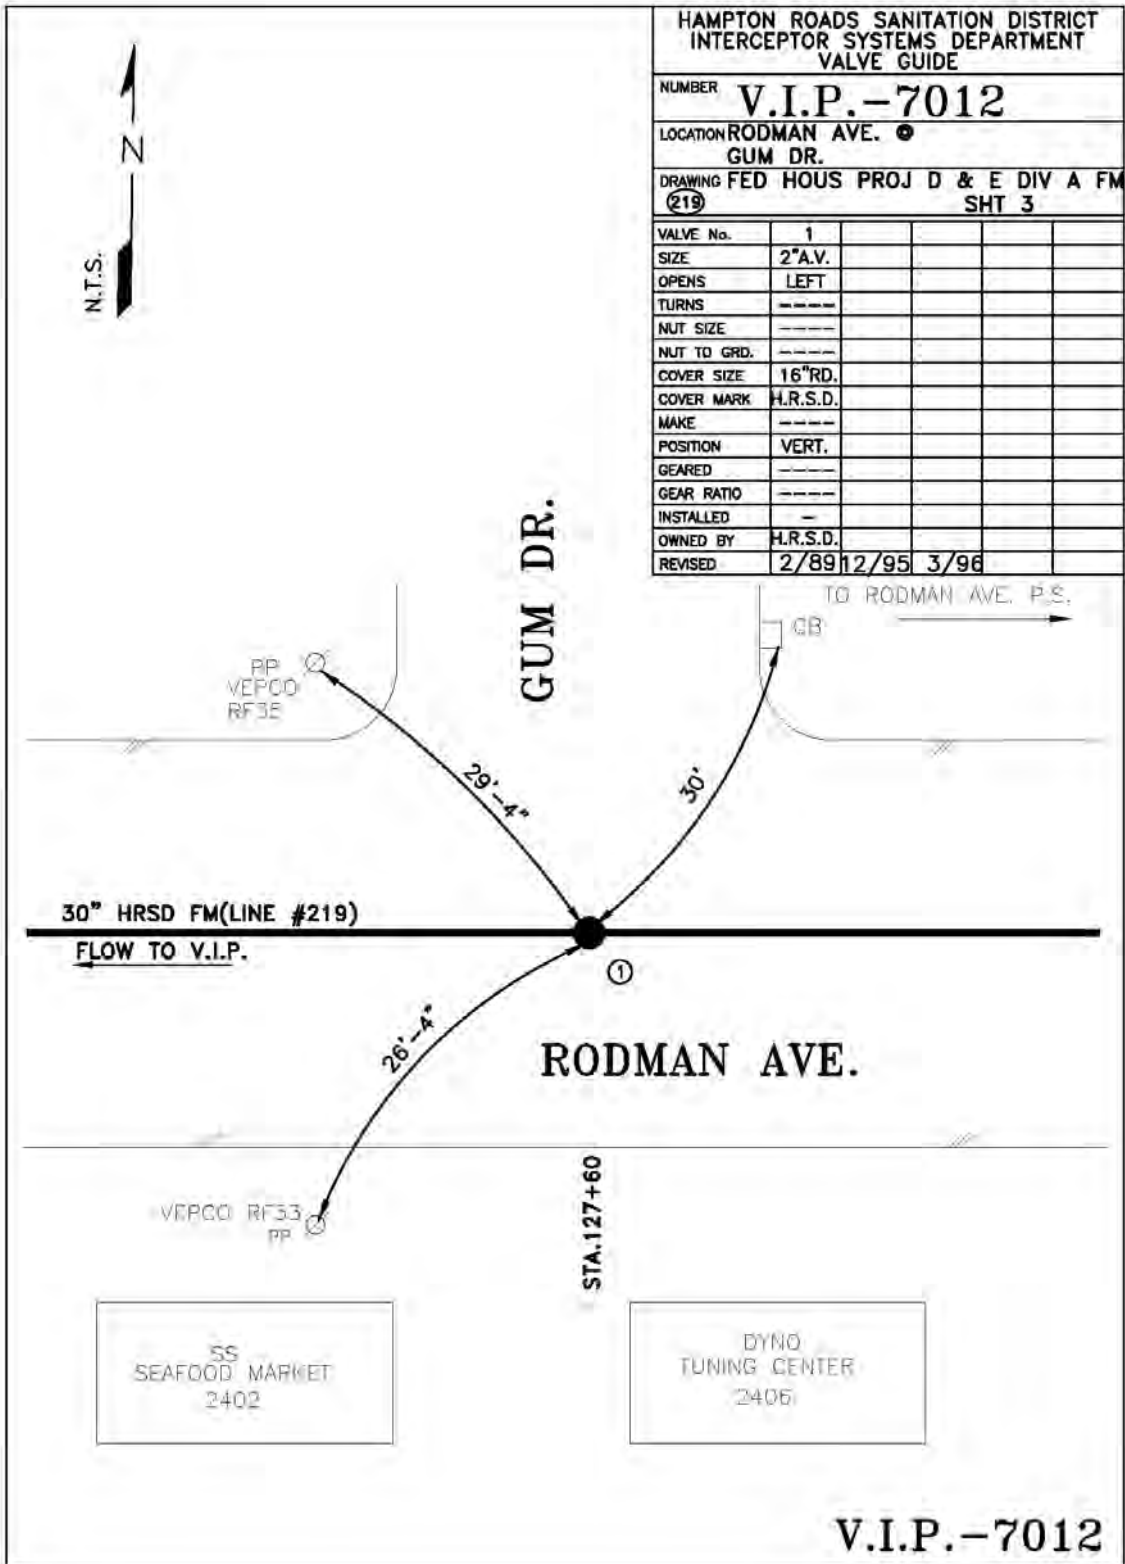 HAMPTON ROADS SANITATION DISTRICT
INTERCEPTOR SYSTEMS DEPARTMENT
VALVE GUIDE
NUMBER V.I.P.-7012
LOCATION RODMAN AVE. @
GUM DR.
DRAWING FED HOUS PROJ D & E DIV A FM
219 SHT 3
VALVE No. 1
SIZE 2"A.V.
OPENS LEFT
TURNS ----
NUT SIZE ----
NUT TO GRD. ----
COVER SIZE 16"RD.
COVER MARK H.R.S.D.
MAKE ----
POSITION VERT.
GEARED ----
GEAR RATIO ----
INSTALLED -
OWNED BY H.R.S.D.
REVISED 2/89 12/95 3/96
N
N.T.S.
GUM DR.
TO RODMAN AVE. P.S.
CB
PP
VEPCO
RF35
29'-4"
30'
30" HRSD FM(LINE #219)
FLOW TO V.I.P.
1
26'-4"
RODMAN AVE.
VEPCO RF33
PP
STA.127+60
SS
SEAFOOD MARKET
2402
DYNO
TUNING CENTER
2406
V.I.P.-7012